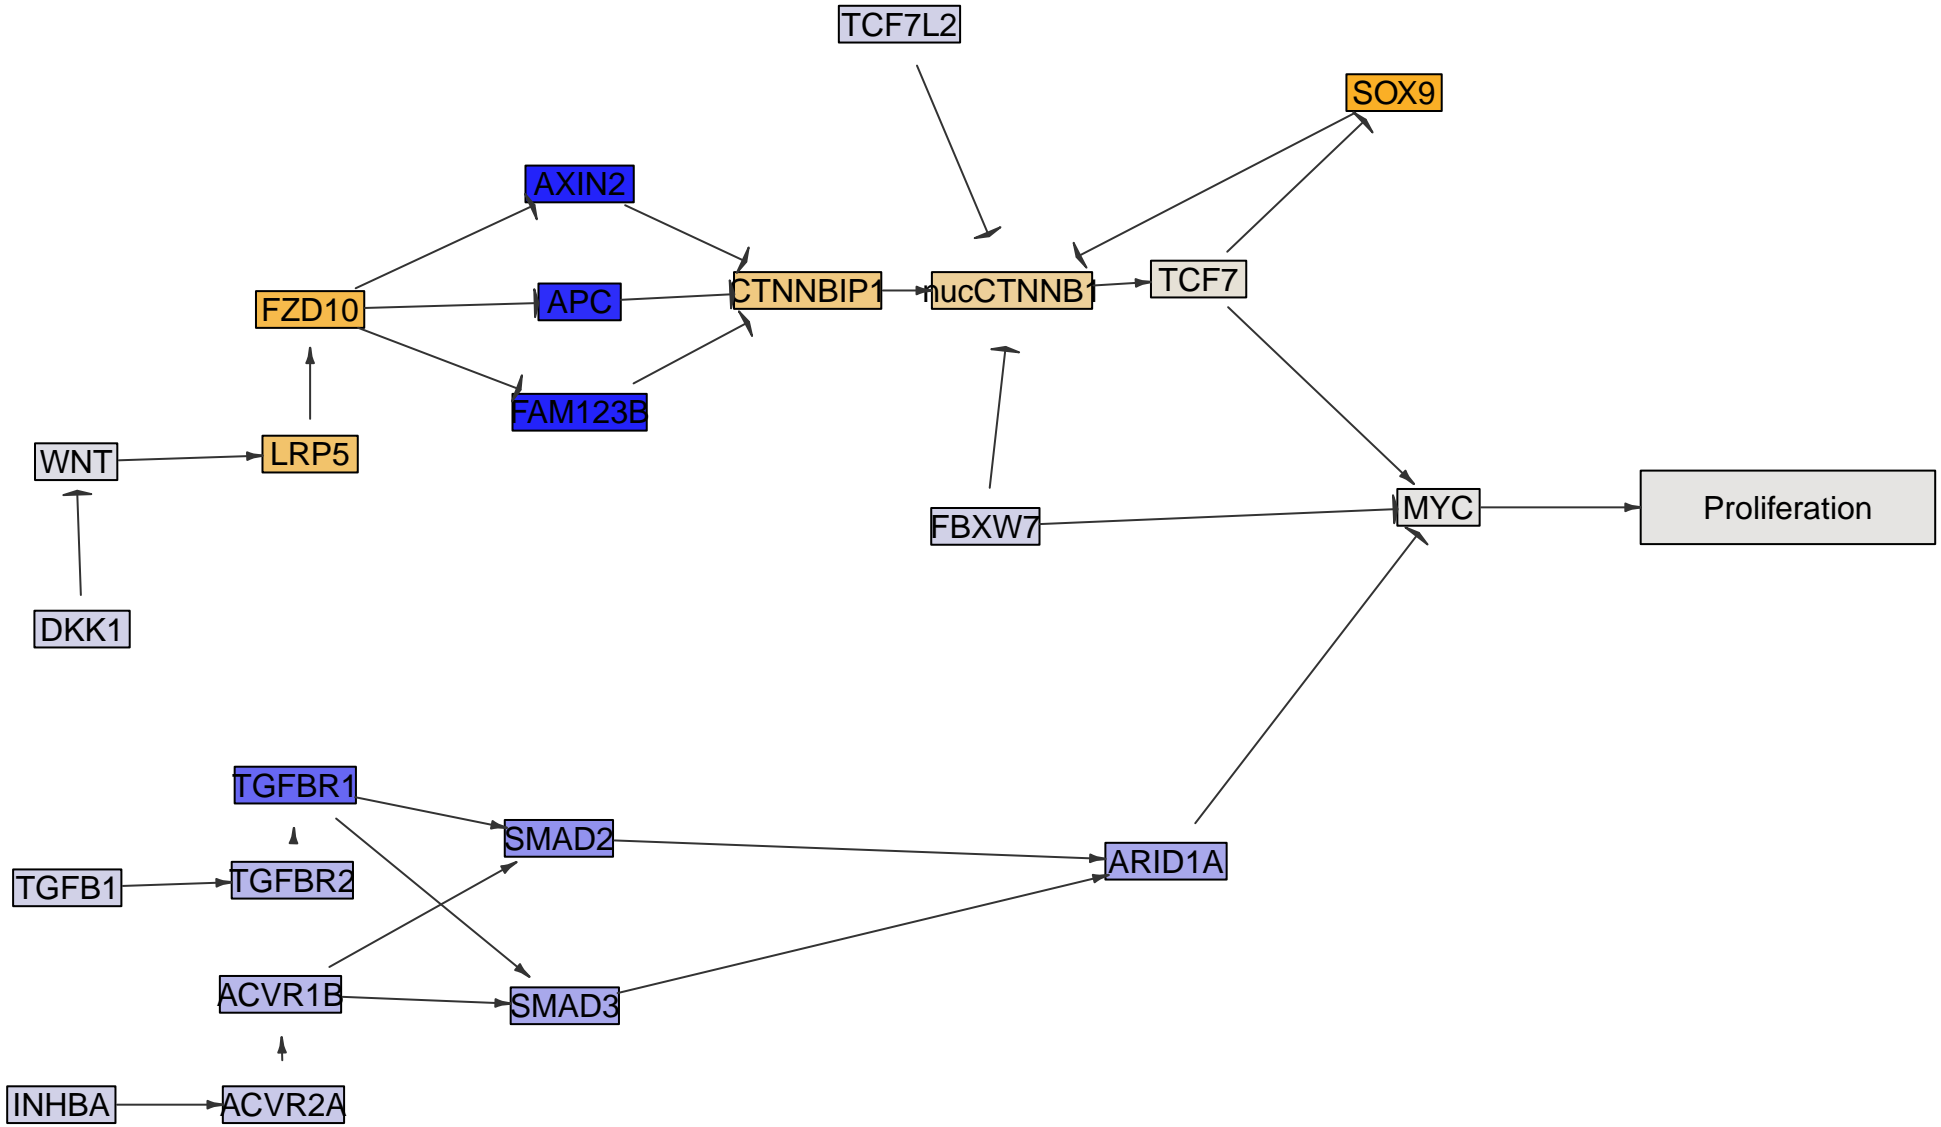 TCF7L2
SOX9
AXIN2
TCF7
CTNNBIP1
nucCTNNB1
APC
FZD10
FAM123B
LRP5
WNT
MYC
Proliferation
FBXW7
DKK1
TGFBR1
SMAD2
ARID1A
TGFBR2
TGFB1
ACVR1B
SMAD3
INHBA
ACVR2A